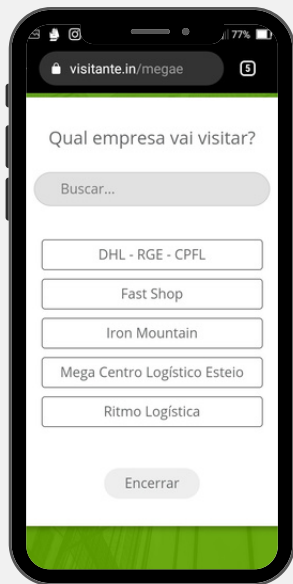 77%
visitante.in/megae
5
Qual empresa vai visitar?
Buscar...
DHL - RGE - CPFL
Fast Shop
Iron Mountain
Mega Centro Logístico Esteio
Ritmo Logística
Encerrar